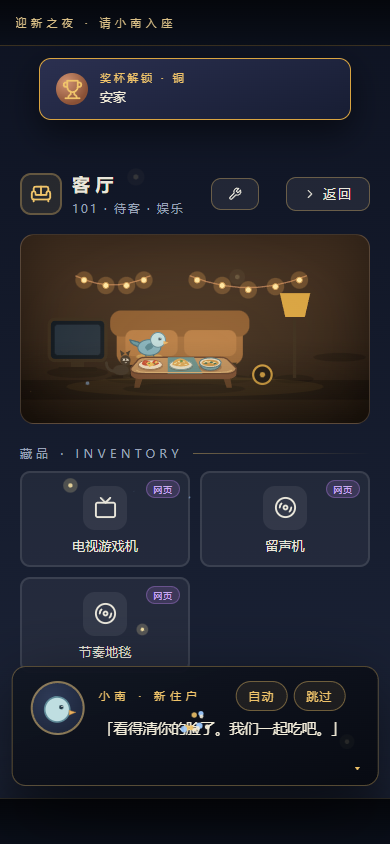 迎新之夜 · 请小南入座
奖杯解锁 · 铜
安家
客厅
101 · 待客 · 娱乐
返回
藏品 · INVENTORY
网页
电视游戏机
网页
留声机
网页
节奏地毯
小南 · 新住户
自动
跳过
「看得清你的脸了。我们一起吃吧。」